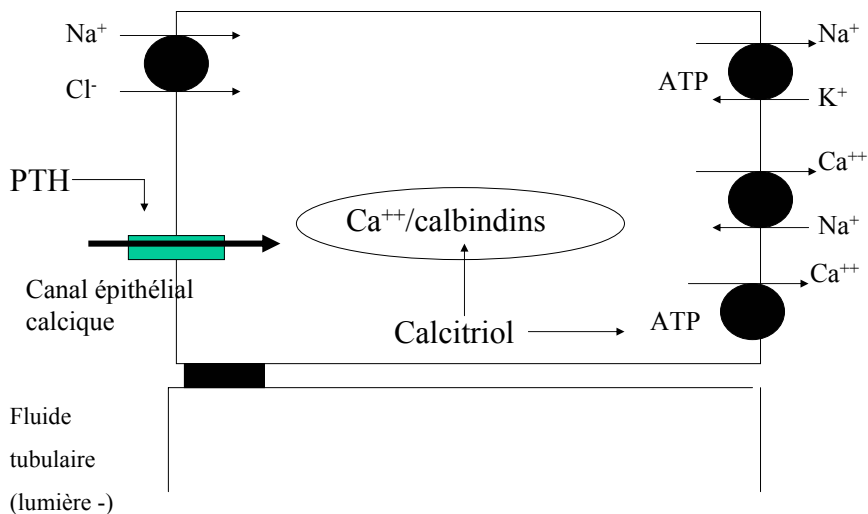 Na⁺
Cl⁻
PTH
Canal épithélial
calcique
Ca⁺⁺/calbindins
Calcitriol
Na⁺
ATP
K⁺
Ca⁺⁺
Na⁺
Ca⁺⁺
ATP
Fluide
tubulaire
(lumière -)